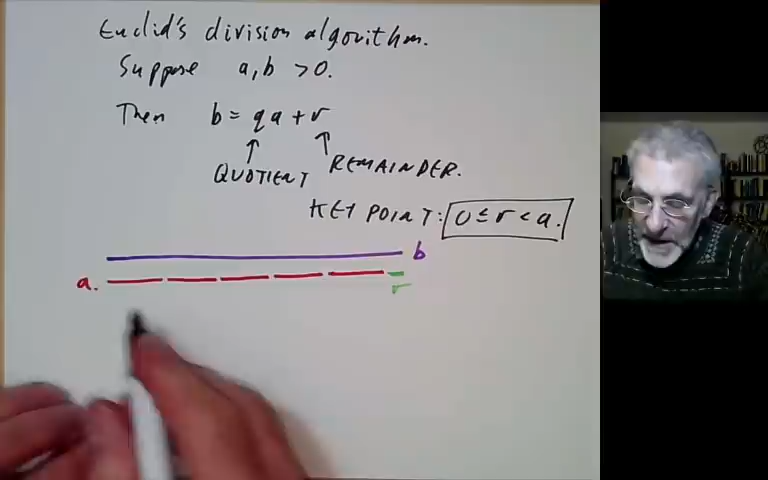 Euclid's division algorithm.
Suppose a, b > 0.
Then b = qa + r
↑ ↑
QUOTIENT REMAINDER.
KEY POINT: 0 ≤ r < a.
b
a.
r